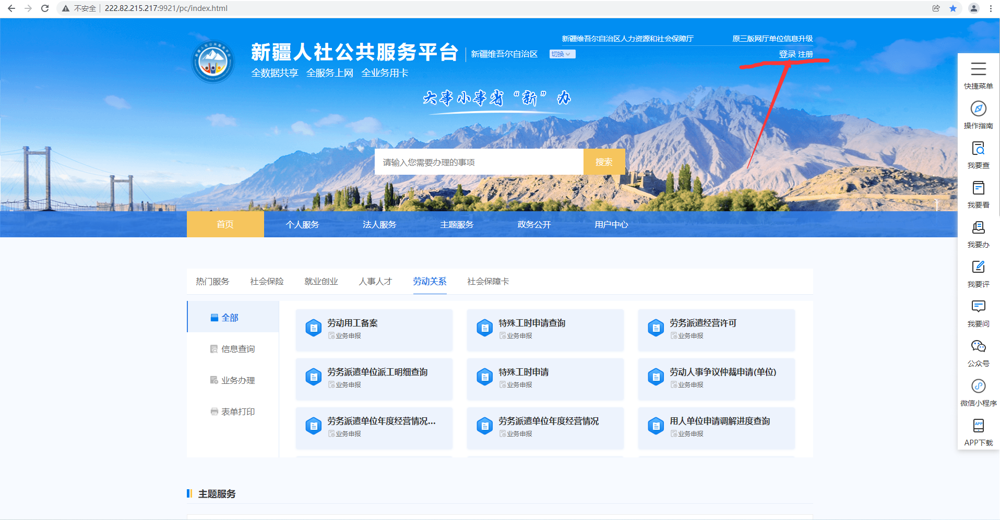 不安全 222.82.215.217:9921/pc/index.html
新疆维吾尔自治区人力资源和社会保障厅 原三版网厅单位信息升级
新疆人社公共服务平台 新疆维吾尔自治区 切换
登录 注册
全数据共享 全服务上网 全业务用卡
大事小事省“新”办
请输入您需要办理的事项 搜索
首页 个人服务 法人服务 主题服务 政务公开 用户中心
热门服务 社会保险 就业创业 人事人才 劳动关系 社会保障卡
全部
信息查询
业务办理
表单打印
劳动用工备案 特殊工时申请查询 劳务派遣经营许可
业务申报 业务申报 业务申报
劳务派遣单位派工明细查询 特殊工时申请 劳动人事争议仲裁申请(单位)
业务申报 业务申报 业务申报
劳务派遣单位年度经营情况... 劳务派遣单位年度经营情况 用人单位申请调解进度查询
业务申报 业务申报 业务申报
主题服务
快捷菜单
操作指南
我要查
我要看
我要办
我要评
我要问
公众号
微信小程序
APP
APP下载